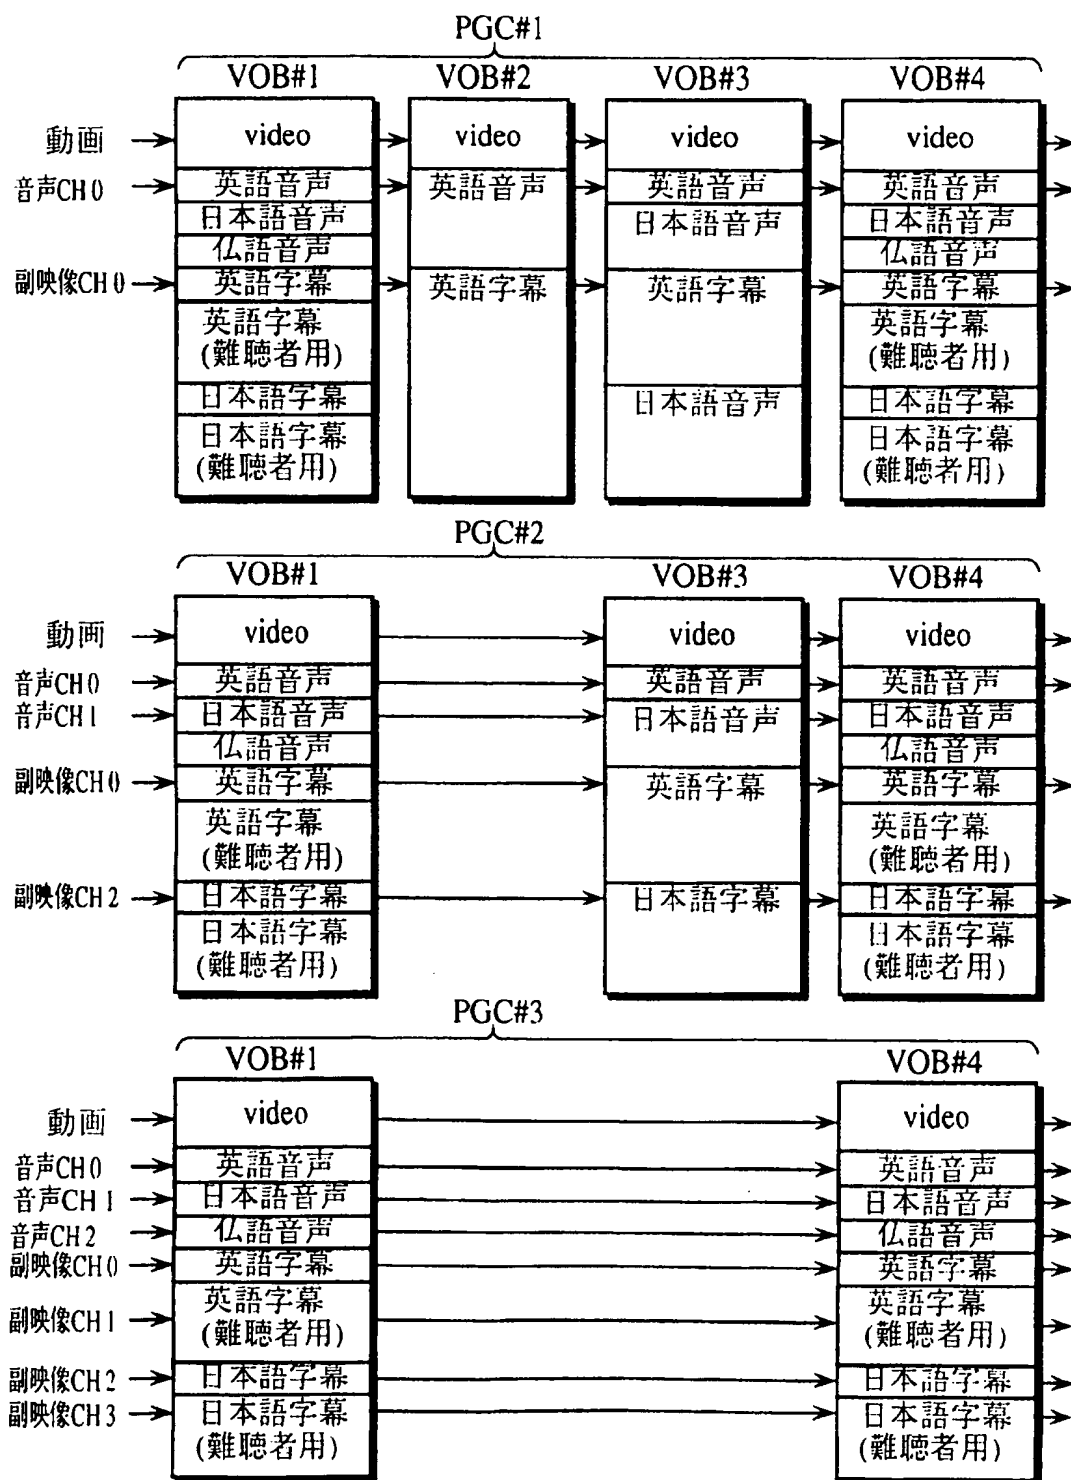 PGC#1
VOB#1 VOB#2 VOB#3 VOB#4
動画 video video video video
音声CH0 英語音声 英語音声 英語音声 英語音声
日本語音声 日本語音声 日本語音声
仏語音声 仏語音声
副映像CH0 英語字幕 英語字幕 英語字幕 英語字幕
英語字幕 英語字幕
(難聴者用) (難聴者用)
日本語字幕 日本語音声 日本語字幕
日本語字幕 日本語字幕
(難聴者用) (難聴者用)
PGC#2
VOB#1 VOB#3 VOB#4
動画 video video video
音声CH0 英語音声 英語音声 英語音声
音声CH1 日本語音声 日本語音声 日本語音声
仏語音声 仏語音声
副映像CH0 英語字幕 英語字幕 英語字幕
英語字幕 英語字幕
(難聴者用) (難聴者用)
副映像CH2 日本語字幕 日本語字幕 日本語字幕
日本語字幕 日本語字幕
(難聴者用) (難聴者用)
PGC#3
VOB#1 VOB#4
動画 video video
音声CH0 英語音声 英語音声
音声CH1 日本語音声 日本語音声
音声CH2 仏語音声 仏語音声
副映像CH0 英語字幕 英語字幕
副映像CH1 英語字幕 英語字幕
(難聴者用) (難聴者用)
副映像CH2 日本語字幕 日本語字幕
副映像CH3 日本語字幕 日本語字幕
(難聴者用) (難聴者用)